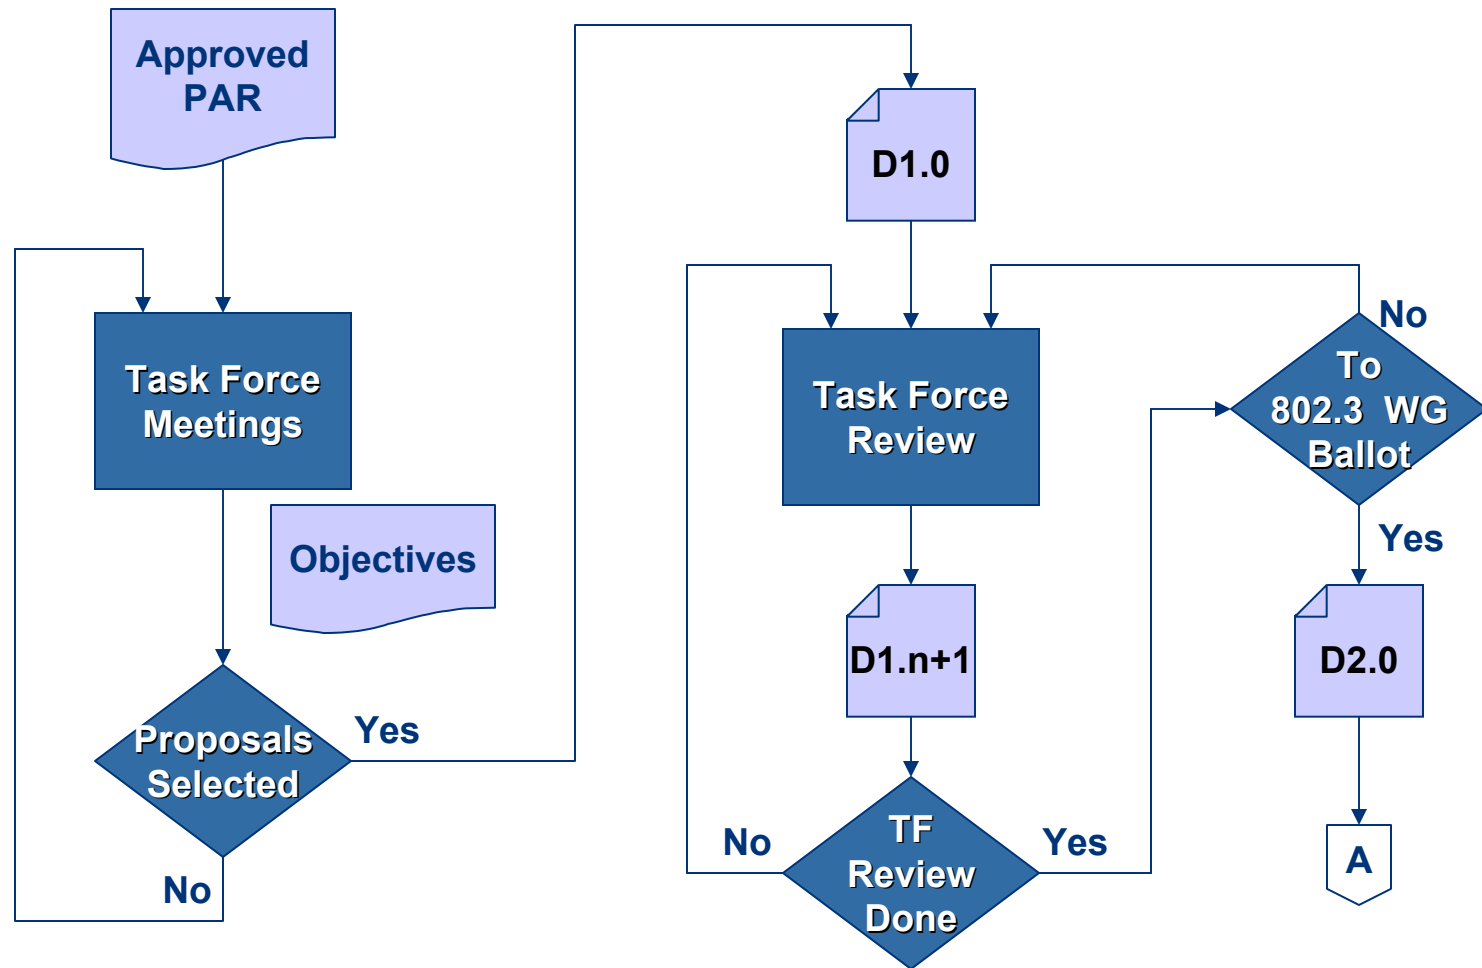 Approved
PAR
Task Force
Meetings
Objectives
Proposals
Selected
Yes
No
D1.0
Task Force
Review
D1.n+1
TF
Review
Done
No
Yes
To
802.3 WG
Ballot
No
Yes
D2.0
A